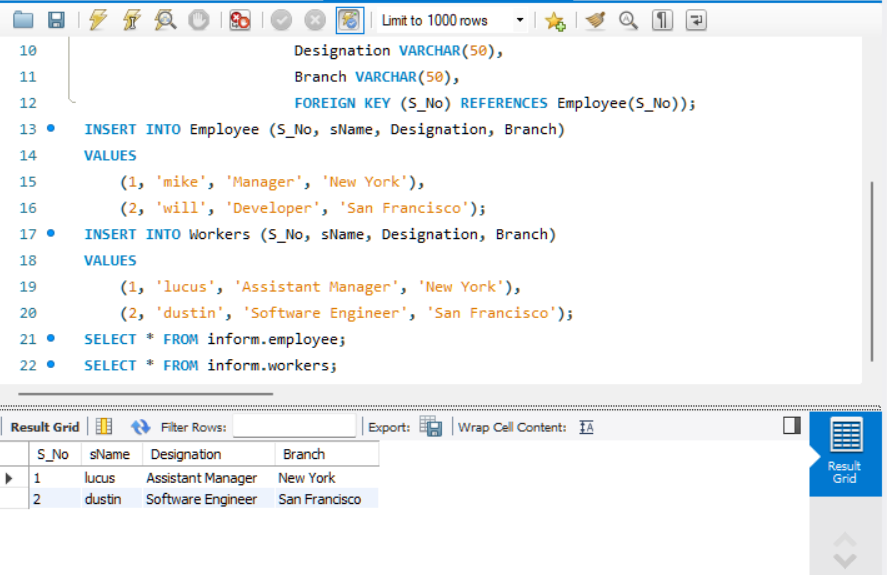 Limit to 1000 rows
10 Designation VARCHAR(50),
11 Branch VARCHAR(50),
12 FOREIGN KEY (S_No) REFERENCES Employee(S_No));
13 INSERT INTO Employee (S_No, sName, Designation, Branch)
14 VALUES
15 (1, 'mike', 'Manager', 'New York'),
16 (2, 'will', 'Developer', 'San Francisco');
17 INSERT INTO Workers (S_No, sName, Designation, Branch)
18 VALUES
19 (1, 'lucus', 'Assistant Manager', 'New York'),
20 (2, 'dustin', 'Software Engineer', 'San Francisco');
21 SELECT * FROM inform.employee;
22 SELECT * FROM inform.workers;
Result Grid Filter Rows: Export: Wrap Cell Content:
S_No sName Designation Branch
1 lucus Assistant Manager New York
2 dustin Software Engineer San Francisco
Result
Grid